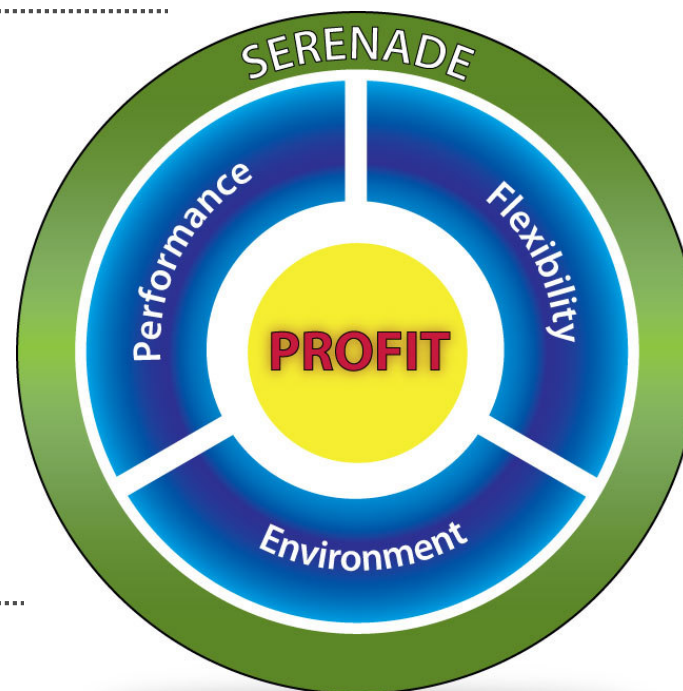 SERENADE
Performance
Flexibility
PROFIT
Environment